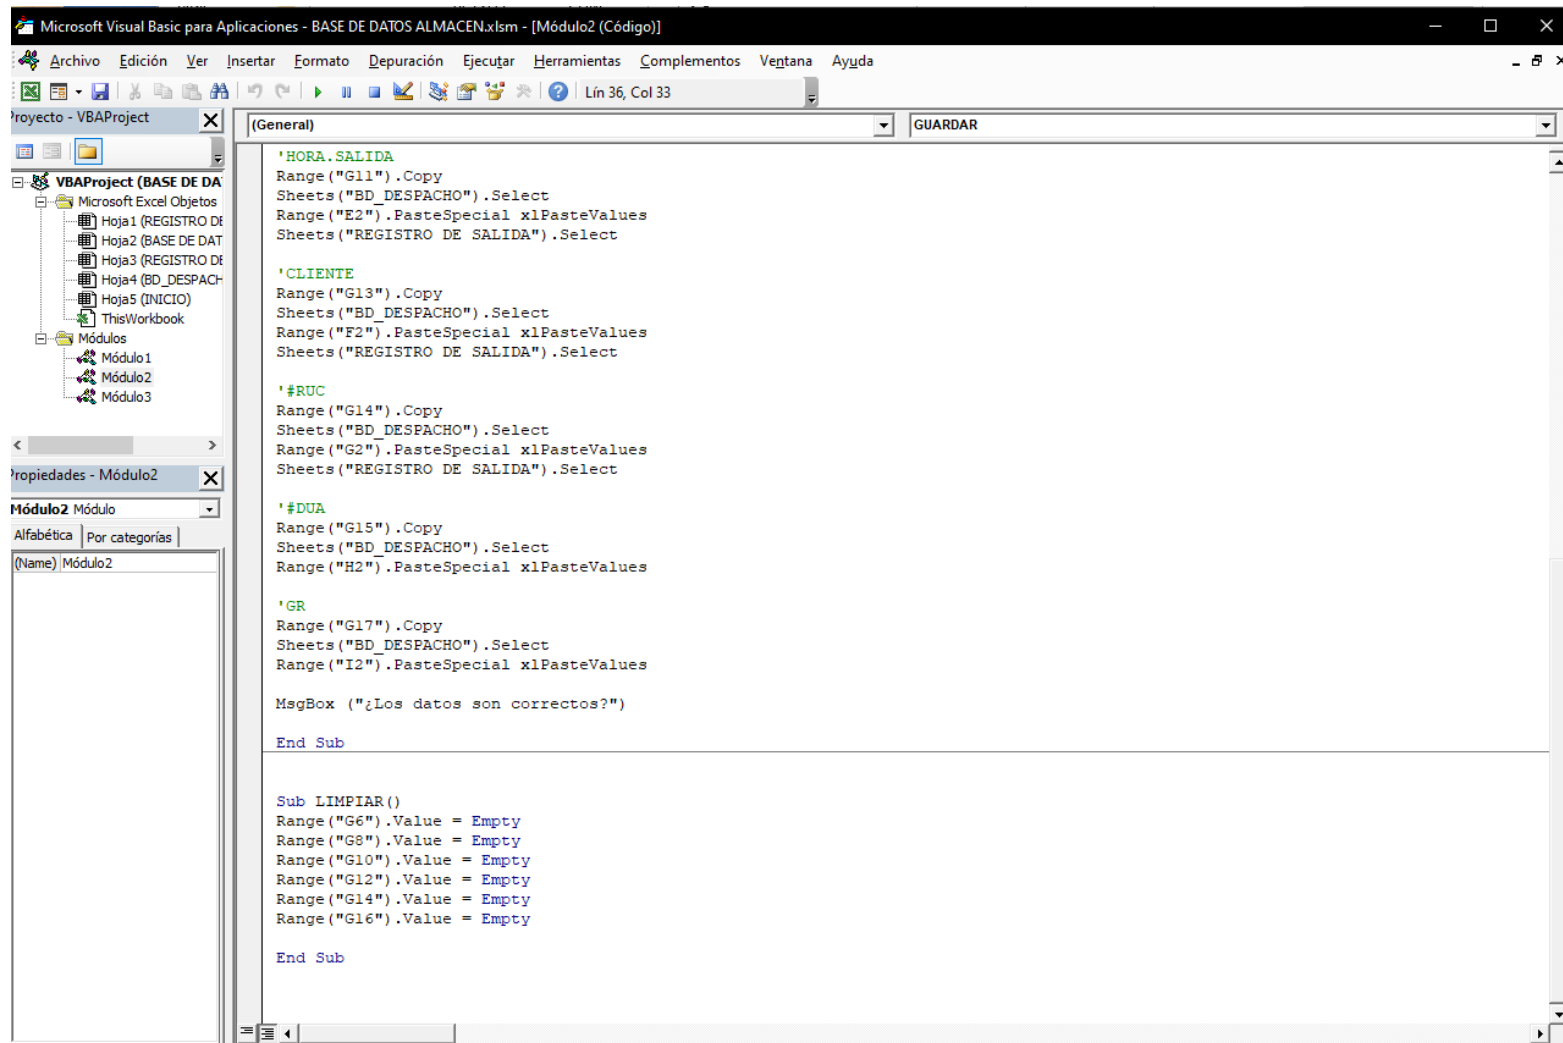 Microsoft Visual Basic para Aplicaciones - BASE DE DATOS ALMACEN.xlsm - [Módulo2 (Código)]
Archivo Edición Ver Insertar Formato Depuración Ejecutar Herramientas Complementos Ventana Ayuda
Lín 36, Col 33
Proyecto - VBAProject
(General)
GUARDAR
VBAProject (BASE DE DA
Microsoft Excel Objetos
Hoja1 (REGISTRO DE
Hoja2 (BASE DE DAT
Hoja3 (REGISTRO DE
Hoja4 (BD_DESPACH
Hoja5 (INICIO)
ThisWorkbook
Módulos
Módulo1
Módulo2
Módulo3
Propiedades - Módulo2
Módulo2 Módulo
Alfabética Por categorías
(Name) Módulo2
'HORA.SALIDA
Range("G11").Copy
Sheets("BD_DESPACHO").Select
Range("E2").PasteSpecial xlPasteValues
Sheets("REGISTRO DE SALIDA").Select
'CLIENTE
Range("G13").Copy
Sheets("BD_DESPACHO").Select
Range("F2").PasteSpecial xlPasteValues
Sheets("REGISTRO DE SALIDA").Select
'#RUC
Range("G14").Copy
Sheets("BD_DESPACHO").Select
Range("G2").PasteSpecial xlPasteValues
Sheets("REGISTRO DE SALIDA").Select
'#DUA
Range("G15").Copy
Sheets("BD_DESPACHO").Select
Range("H2").PasteSpecial xlPasteValues
'GR
Range("G17").Copy
Sheets("BD_DESPACHO").Select
Range("I2").PasteSpecial xlPasteValues
MsgBox ("¿Los datos son correctos?")
End Sub
Sub LIMPIAR()
Range("G6").Value = Empty
Range("G8").Value = Empty
Range("G10").Value = Empty
Range("G12").Value = Empty
Range("G14").Value = Empty
Range("G16").Value = Empty
End Sub